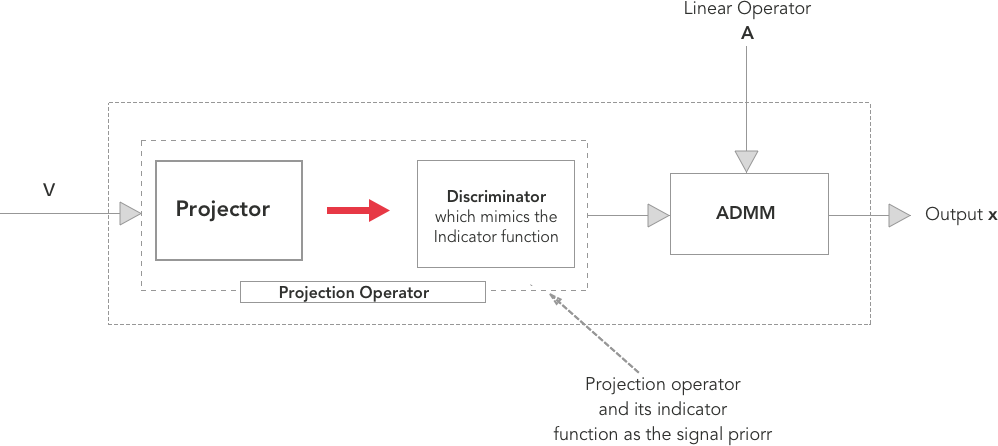 Linear Operator
A
V
Projector
Discriminator
which mimics the
Indicator function
ADMM
Output x
Projection Operator
Projection operator
and its indicator
function as the signal priorr